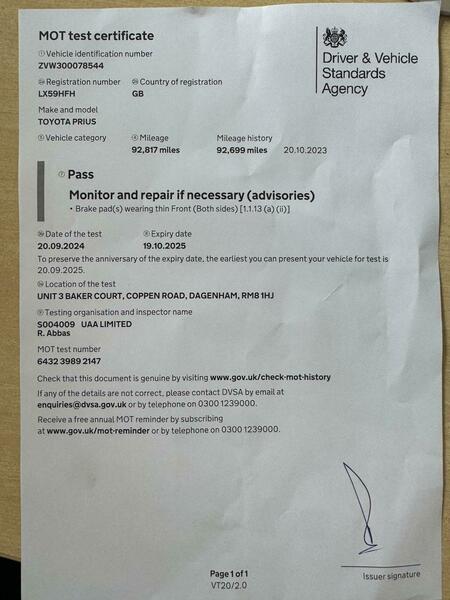 MOT test certificate
Driver & Vehicle
Standards
Agency
① Vehicle identification number
ZVW300078544
Registration number
Country of registration
LX59HFH
GB
Make and model
TOYOTA PRIUS
Vehicle category
Mileage
Mileage history
92,817 miles
92,699 miles 20.10.2023
Pass
Monitor and repair if necessary (advisories)
• Brake pad(s) wearing thin Front (Both sides) [1.1.13 (a) (ii)]
Date of the test
Expiry date
20.09.2024
19.10.2025
To preserve the anniversary of the expiry date, the earliest you can present your vehicle for test is
20.09.2025.
Location of the test
UNIT 3 BAKER COURT, COPPEN ROAD, DAGENHAM, RM8 1HJ
Testing organisation and inspector name
S004009 UAA LIMITED
R. Abbas
MOT test number
6432 3989 2147
Check that this document is genuine by visiting www.gov.uk/check-mot-history
If any of the details are not correct, please contact DVSA by email at
enquiries@dvsa.gov.uk or by telephone on 0300 1239000.
Receive a free annual MOT reminder by subscribing
at www.gov.uk/mot-reminder or by telephone on 0300 1239000.
Issuer signature
Page 1 of 1
VT20/2.0